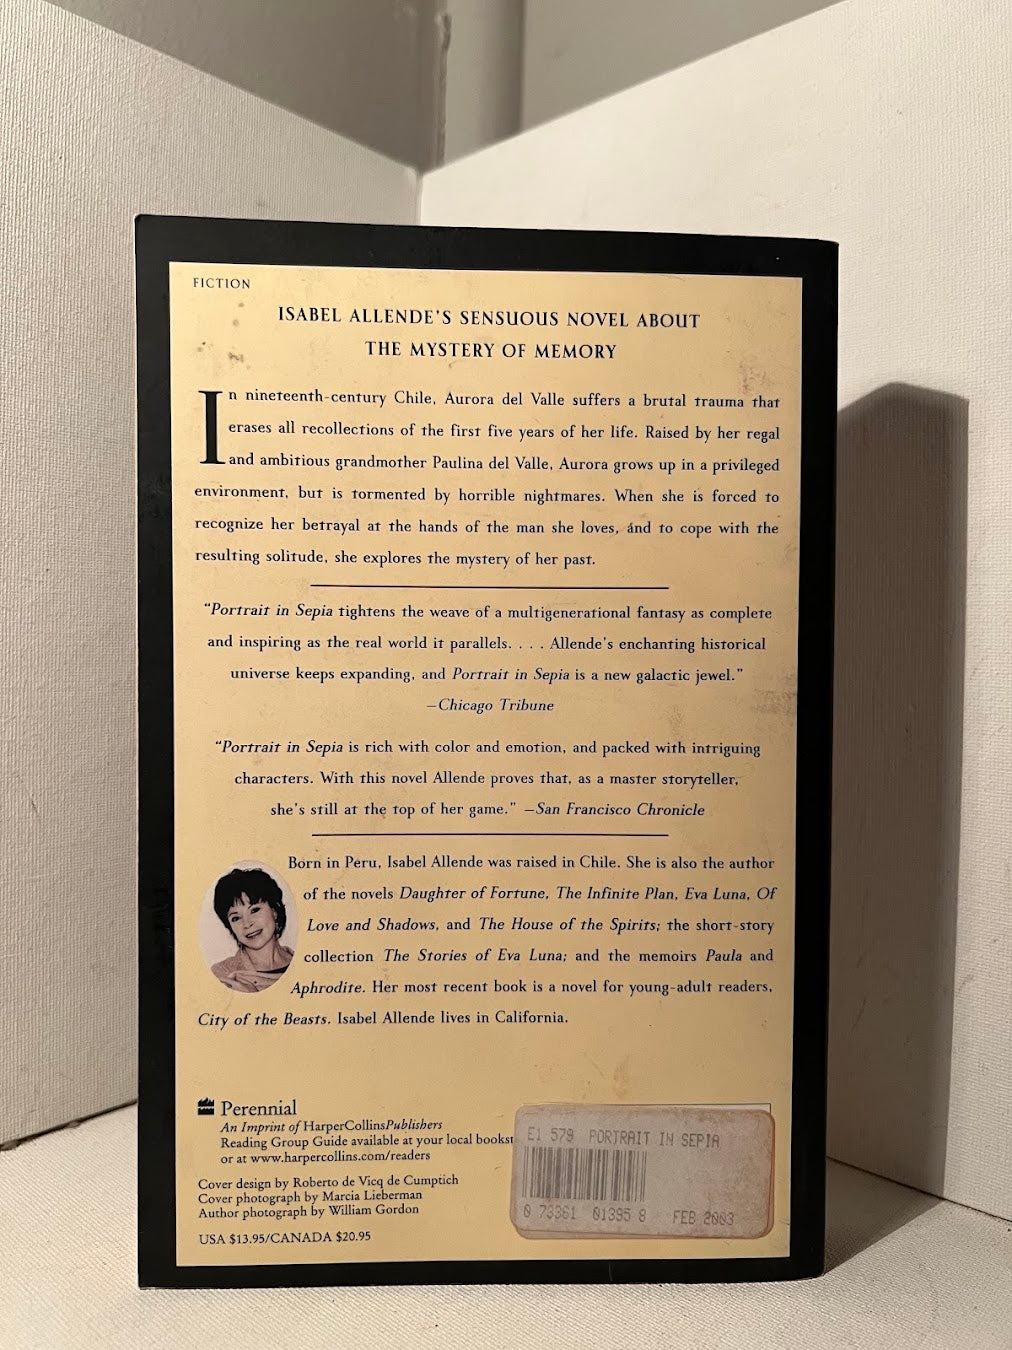 FICTION
ISABEL ALLENDE'S SENSUOUS NOVEL ABOUT
THE MYSTERY OF MEMORY
In nineteenth-century Chile, Aurora del Valle suffers a brutal trauma that
erases all recollections of the first five years of her life. Raised by her regal
and ambitious grandmother Paulina del Valle, Aurora grows up in a privileged
environment, but is tormented by horrible nightmares. When she is forced to
recognize her betrayal at the hands of the man she loves, and to cope with the
resulting solitude, she explores the mystery of her past.
"Portrait in Sepia tightens the weave of a multigenerational fantasy as complete
and inspiring as the real world it parallels. . . . Allende's enchanting historical
universe keeps expanding, and Portrait in Sepia is a new galactic jewel."
—Chicago Tribune
"Portrait in Sepia is rich with color and emotion, and packed with intriguing
characters. With this novel Allende proves that, as a master storyteller,
she's still at the top of her game." —San Francisco Chronicle
Born in Peru, Isabel Allende was raised in Chile. She is also the author
of the novels Daughter of Fortune, The Infinite Plan, Eva Luna, Of
Love and Shadows, and The House of the Spirits; the short-story
collection The Stories of Eva Luna; and the memoirs Paula and
Aphrodite. Her most recent book is a novel for young-adult readers,
City of the Beasts. Isabel Allende lives in California.
Perennial
An Imprint of HarperCollinsPublishers
Reading Group Guide available at your local bookst
or at www.harpercollins.com/readers
Cover design by Roberto de Vicq de Cumptich
Cover photograph by Marcia Lieberman
Author photograph by William Gordon
USA $13.95/CANADA $20.95
E1 579 PORTRAIT IN SEPIA
0 73361 01395 8 FEB 2003